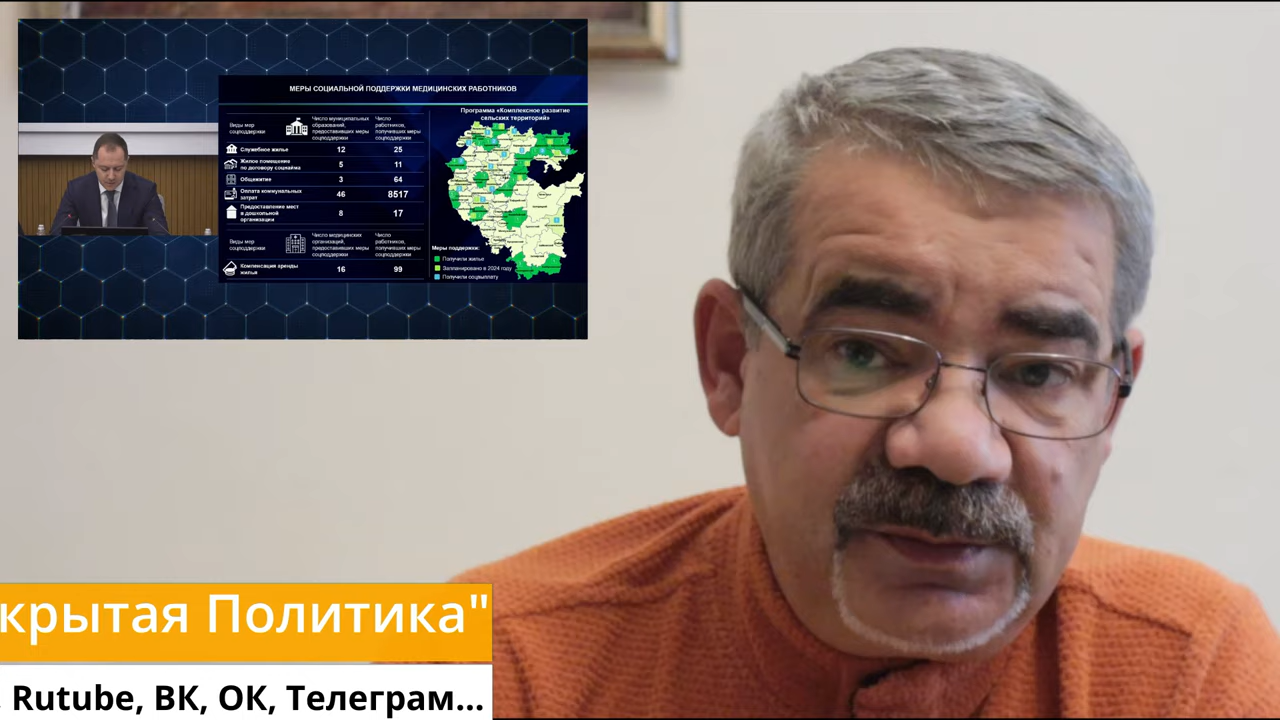 МЕРЫ СОЦИАЛЬНОЙ ПОДДЕРЖКИ МЕДИЦИНСКИХ РАБОТНИКОВ
Виды мер
соцподдержки
Число муниципальных
образований,
предоставивших меры
соцподдержки
Число
работников,
получивших меры
соцподдержки
Служебное жилье 12 25
Жилое помещение
по договору соцнайма 5 11
Общежитие 3 64
Оплата коммунальных
затрат 46 8517
Предоставление мест
в дошкольной
организации 8 17
Виды мер
соцподдержки
Число медицинских
организаций,
предоставивших меры
соцподдержки
Число
работников,
получивших меры
соцподдержки
Компенсация аренды
жилья 16 99
Программа «Комплексное развитие
сельских территорий»
Меры поддержки:
Получили жилье
Запланировано в 2024 году
Получили соцвыплату
крытая Политика"
, Rutube, ВК, ОК, Телеграм...